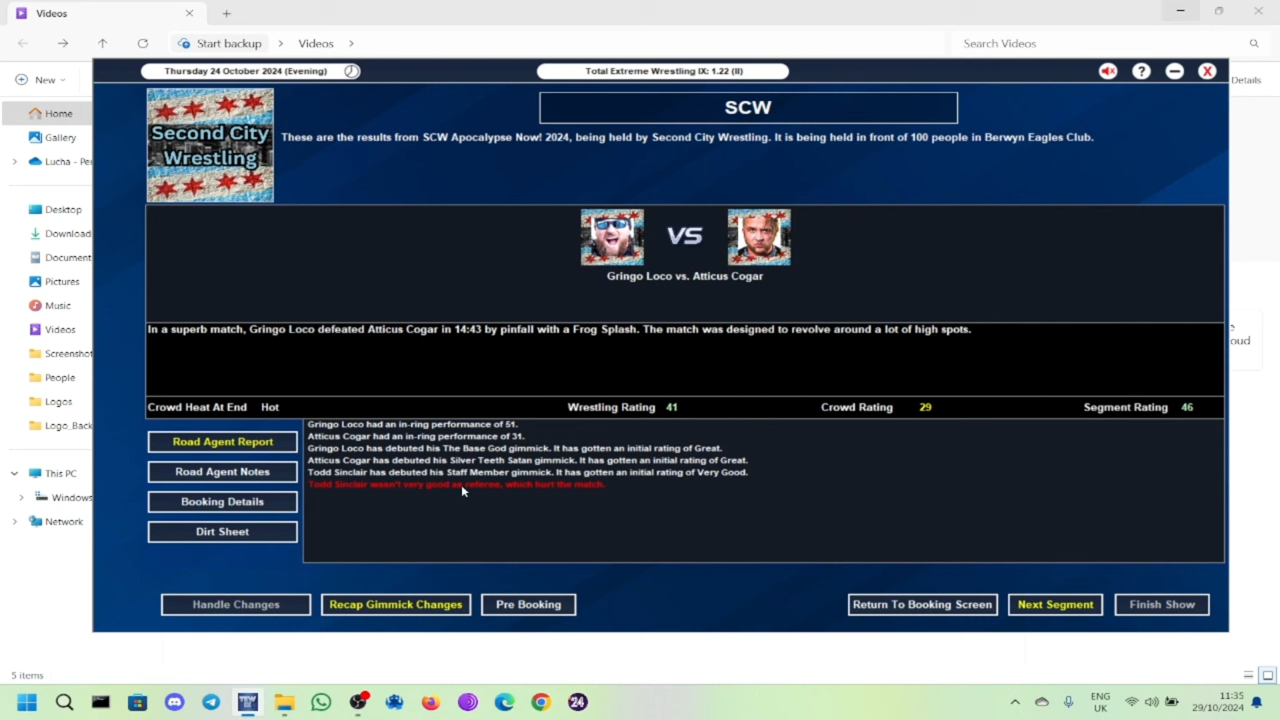 Videos
Start backup
Videos
Search Videos
New
Details
Home
Gallery
Lucha - Per
Desktop
Download
Document
Pictures
Music
Videos
Screenshot
People
Logos
Logo_Back
This PC
Windows
Network
oud
5 items
Thursday 24 October 2024 (Evening)
Total Extreme Wrestling IX: 1.22 (II)
?
X
Second City
Wrestling
SCW
These are the results from SCW Apocalypse Now! 2024, being held by Second City Wrestling. It is being held in front of 100 people in Berwyn Eagles Club.
VS
Gringo Loco vs. Atticus Cogar
In a superb match, Gringo Loco defeated Atticus Cogar in 14:43 by pinfall with a Frog Splash. The match was designed to revolve around a lot of high spots.
Crowd Heat At End Hot Wrestling Rating 41 Crowd Rating 29 Segment Rating 46
Road Agent Report
Road Agent Notes
Booking Details
Dirt Sheet
Gringo Loco had an in-ring performance of 51.
Atticus Cogar had an in-ring performance of 31.
Gringo Loco has debuted his The Base God gimmick. It has gotten an initial rating of Great.
Atticus Cogar has debuted his Silver Teeth Satan gimmick. It has gotten an initial rating of Great.
Todd Sinclair has debuted his Staff Member gimmick. It has gotten an initial rating of Very Good.
Todd Sinclair wasn't very good as referee, which hurt the match.
Handle Changes
Recap Gimmick Changes
Pre Booking
Return To Booking Screen
Next Segment
Finish Show
TEW
24
ENG
UK
11:35
29/10/2024